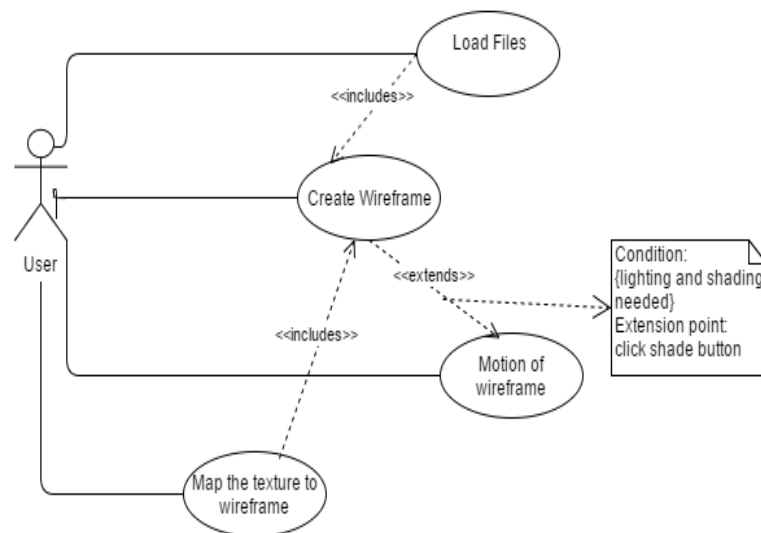 Load Files
<<includes>>
Create Wireframe
User
<<extends>>
Condition:
{lighting and shading
needed}
Extension point:
click shade button
<<includes>>
Motion of
wireframe
Map the texture to
wireframe